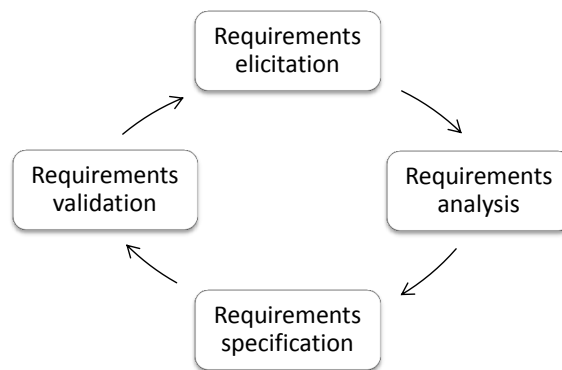 Requirements
elicitation
Requirements
analysis
Requirements
specification
Requirements
validation